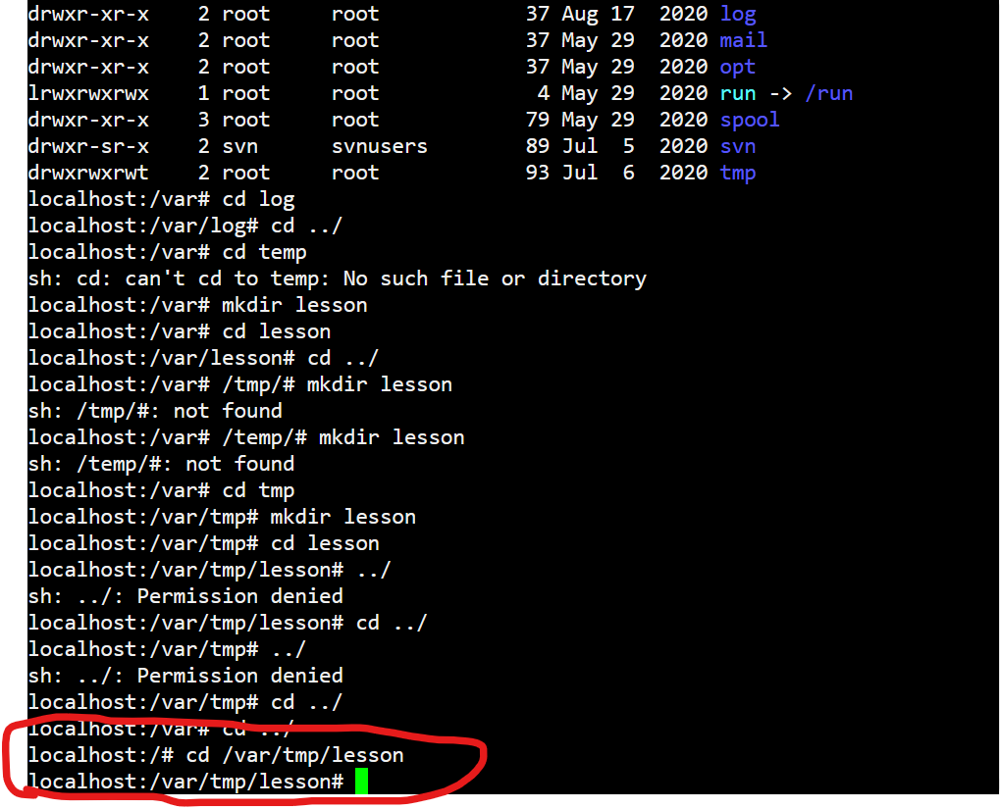 drwxr-xr-x    2 root     root            37 Aug 17  2020 log
drwxr-xr-x    2 root     root            37 May 29  2020 mail
drwxr-xr-x    2 root     root            37 May 29  2020 opt
lrwxrwxrwx    1 root     root             4 May 29  2020 run -> /run
drwxr-xr-x    3 root     root            79 May 29  2020 spool
drwxr-sr-x    2 svn      svnusers        89 Jul  5  2020 svn
drwxrwxrwt    2 root     root            93 Jul  6  2020 tmp
localhost:/var# cd log
localhost:/var/log# cd ../
localhost:/var# cd temp
sh: cd: can't cd to temp: No such file or directory
localhost:/var# mkdir lesson
localhost:/var# cd lesson
localhost:/var/lesson# cd ../
localhost:/var# /tmp/# mkdir lesson
sh: /tmp/#: not found
localhost:/var# /temp/# mkdir lesson
sh: /temp/#: not found
localhost:/var# cd tmp
localhost:/var/tmp# mkdir lesson
localhost:/var/tmp# cd lesson
localhost:/var/tmp/lesson# ../
sh: ../: Permission denied
localhost:/var/tmp/lesson# cd ../
localhost:/var/tmp# ../
sh: ../: Permission denied
localhost:/var/tmp# cd ../
localhost:/var# cd ../
localhost:/# cd /var/tmp/lesson
localhost:/var/tmp/lesson#